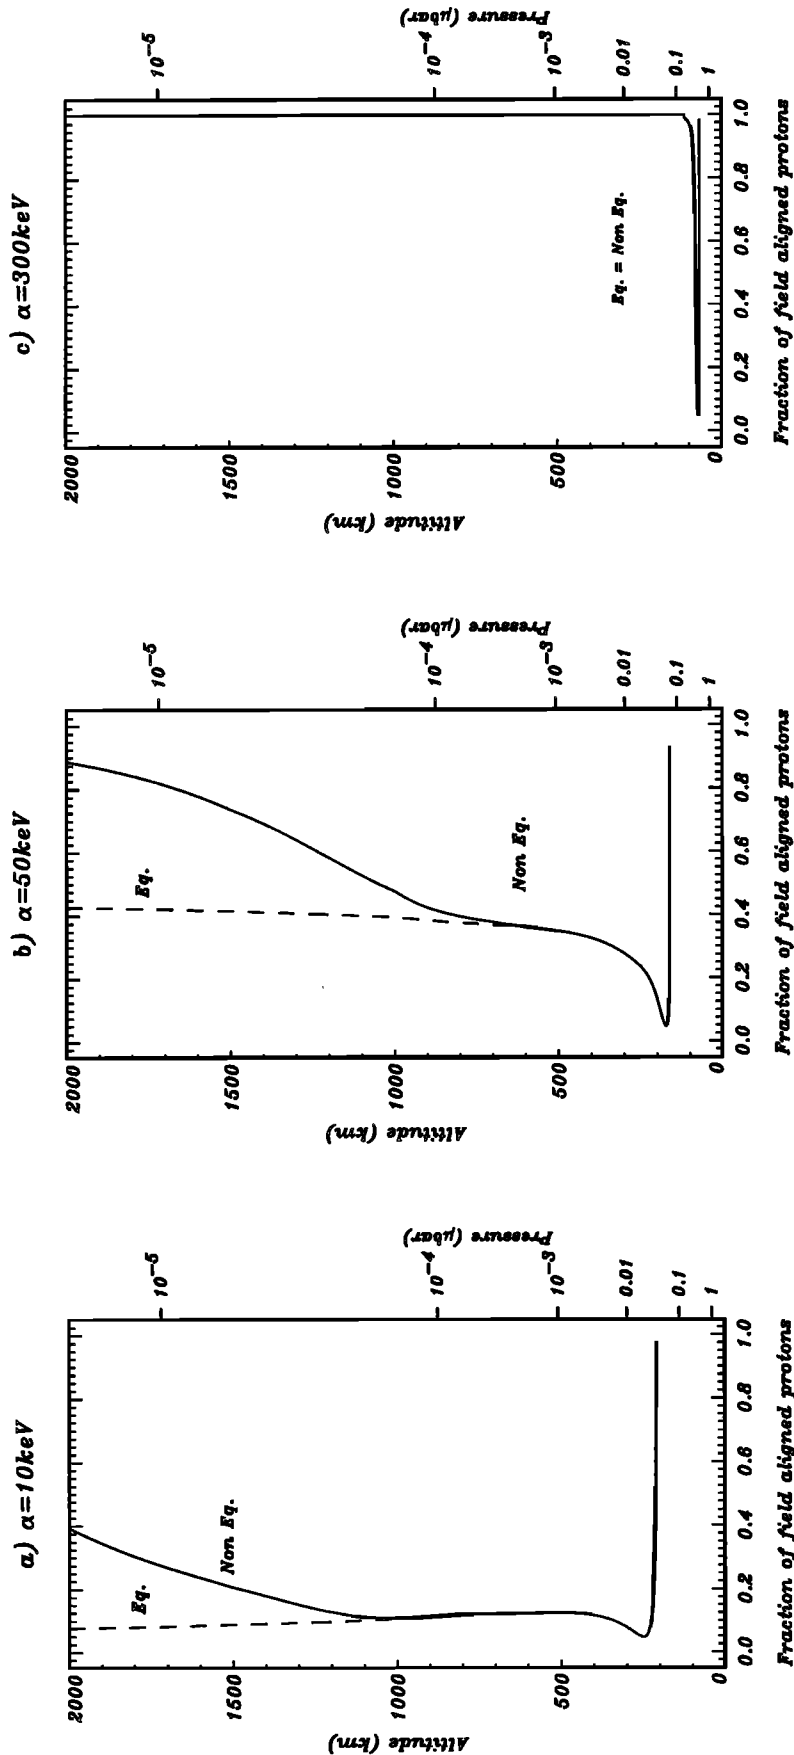 a) α=10keV
2000
1500
1000
500
0
Altitude (km)
Eq.
Non Eq.
10−5
10−4
10−3
0.01
0.1
1
Pressure (μbar)
0.0 0.2 0.4 0.6 0.8 1.0
Fraction of field aligned protons
b) α=50keV
2000
1500
1000
500
0
Altitude (km)
Eq.
Non Eq.
10−5
10−4
10−3
0.01
0.1
1
Pressure (μbar)
0.0 0.2 0.4 0.6 0.8 1.0
Fraction of field aligned protons
c) α=300keV
2000
1500
1000
500
0
Altitude (km)
Eq. = Non Eq.
10−5
10−4
10−3
0.01
0.1
1
Pressure (μbar)
0.0 0.2 0.4 0.6 0.8 1.0
Fraction of field aligned protons